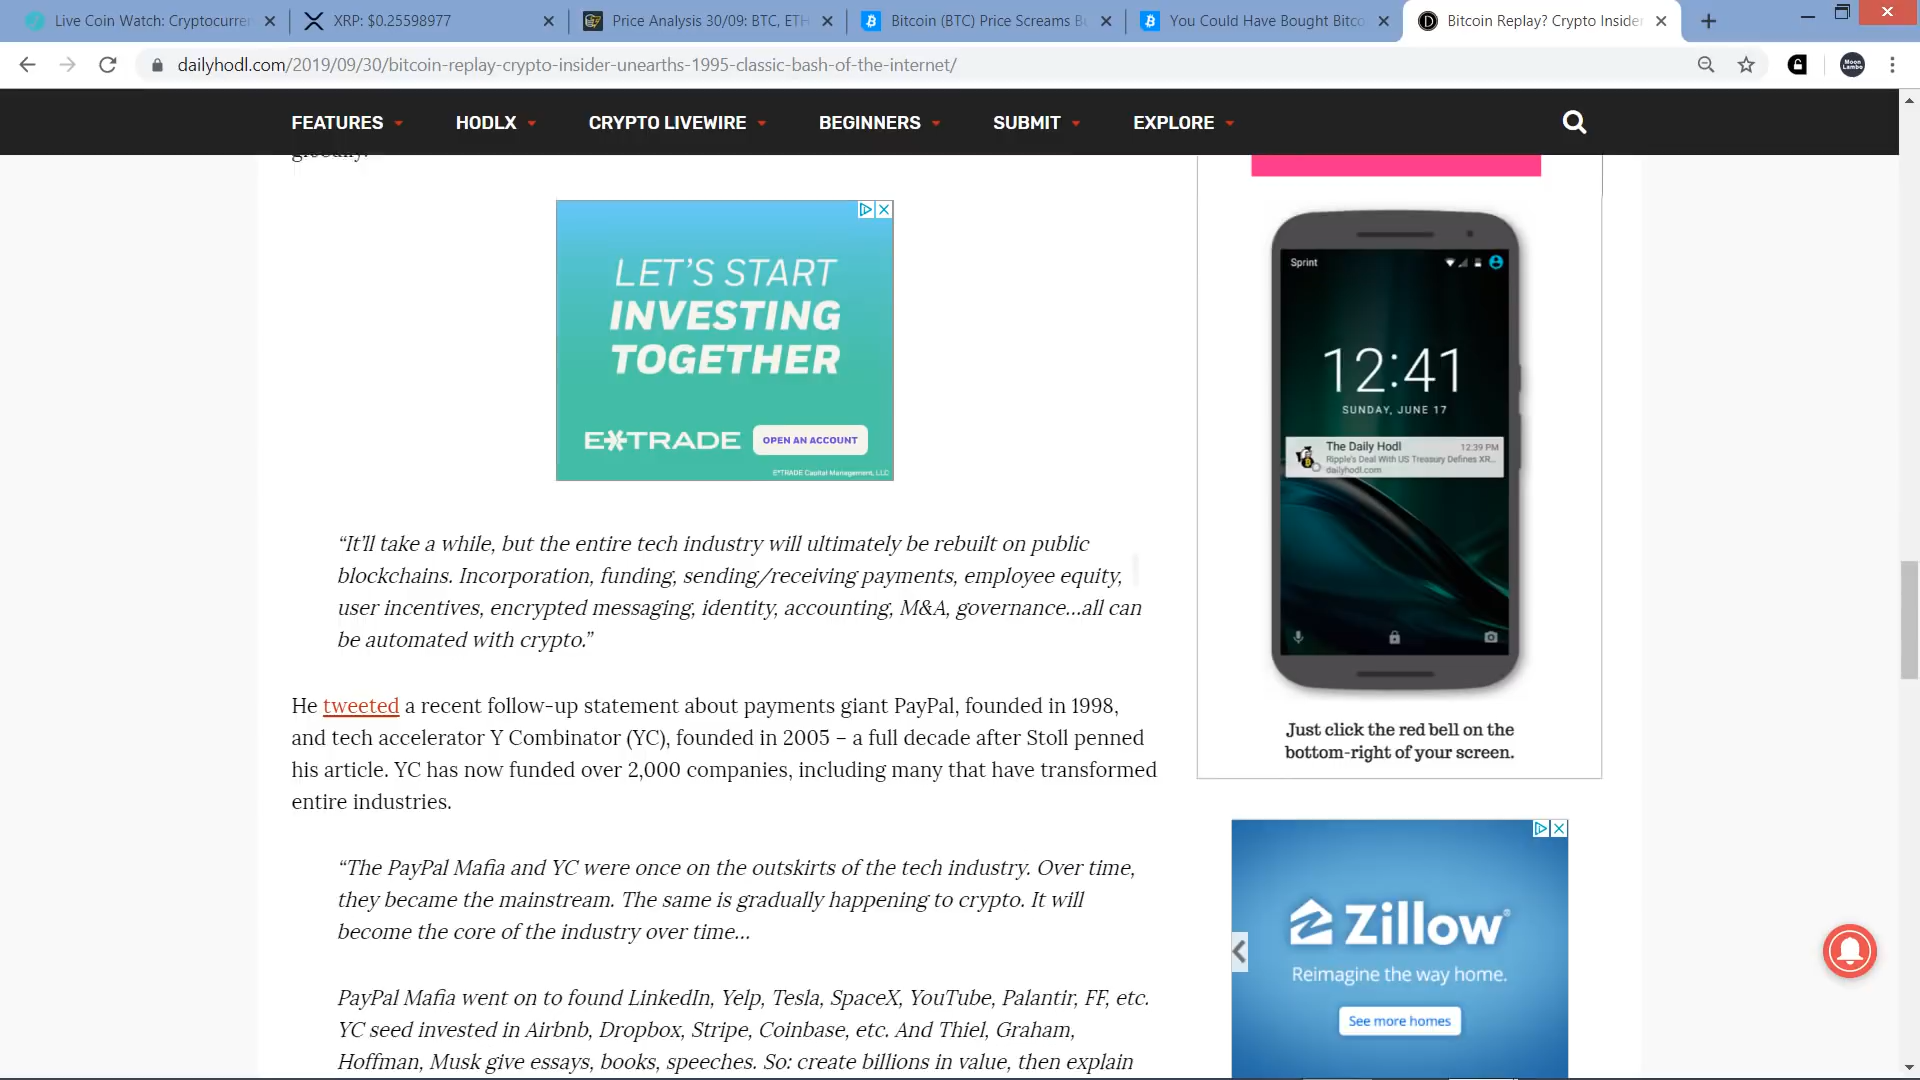 Live Coin Watch: Cryptocurren
XRP: $0.25598977
Price Analysis 30/09: BTC, ETH
Bitcoin (BTC) Price Screams B
You Could Have Bought Bitco
Bitcoin Replay? Crypto Insider
dailyhodl.com/2019/09/30/bitcoin-replay-crypto-insider-unearths-1995-classic-bash-of-the-internet/
Moon
Lambo
FEATURES
HODLX
CRYPTO LIVEWIRE
BEGINNERS
SUBMIT
EXPLORE
globally.
LET'S START
INVESTING
TOGETHER
E*TRADE
OPEN AN ACCOUNT
E*TRADE Capital Management, LLC
“It’ll take a while, but the entire tech industry will ultimately be rebuilt on public
blockchains. Incorporation, funding, sending/receiving payments, employee equity,
user incentives, encrypted messaging, identity, accounting, M&A, governance…all can
be automated with crypto.”
He tweeted a recent follow-up statement about payments giant PayPal, founded in 1998,
and tech accelerator Y Combinator (YC), founded in 2005 – a full decade after Stoll penned
his article. YC has now funded over 2,000 companies, including many that have transformed
entire industries.
“The PayPal Mafia and YC were once on the outskirts of the tech industry. Over time,
they became the mainstream. The same is gradually happening to crypto. It will
become the core of the industry over time…
PayPal Mafia went on to found LinkedIn, Yelp, Tesla, SpaceX, YouTube, Palantir, FF, etc.
YC seed invested in Airbnb, Dropbox, Stripe, Coinbase, etc. And Thiel, Graham,
Hoffman, Musk give essays, books, speeches. So: create billions in value, then explain
Sprint
12:41
SUNDAY, JUNE 17
The Daily Hodl 12:39 PM
Ripple's Deal With US Treasury Defines XR...
dailyhodl.com
Just click the red bell on the
bottom-right of your screen.
Zillow
Reimagine the way home.
See more homes